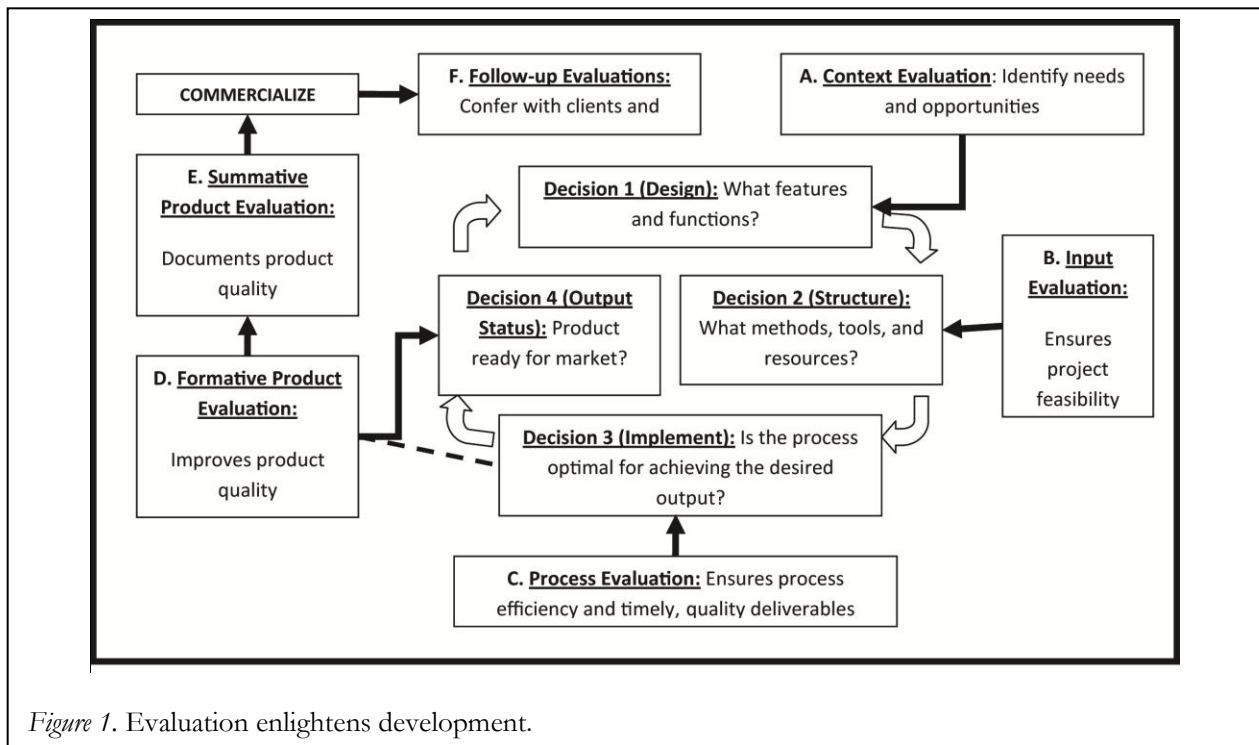 COMMERCIALIZE
F. Follow-up Evaluations:
Confer with clients and
A. Context Evaluation: Identify needs
and opportunities
E. Summative
Product Evaluation:
Documents product
quality
Decision 1 (Design): What features
and functions?
B. Input
Evaluation:
Ensures
project
feasibility
Decision 4 (Output
Status): Product
ready for market?
Decision 2 (Structure):
What methods, tools, and
resources?
D. Formative Product
Evaluation:
Improves product
quality
Decision 3 (Implement): Is the process
optimal for achieving the desired
output?
C. Process Evaluation: Ensures process
efficiency and timely, quality deliverables
Figure 1. Evaluation enlightens development.